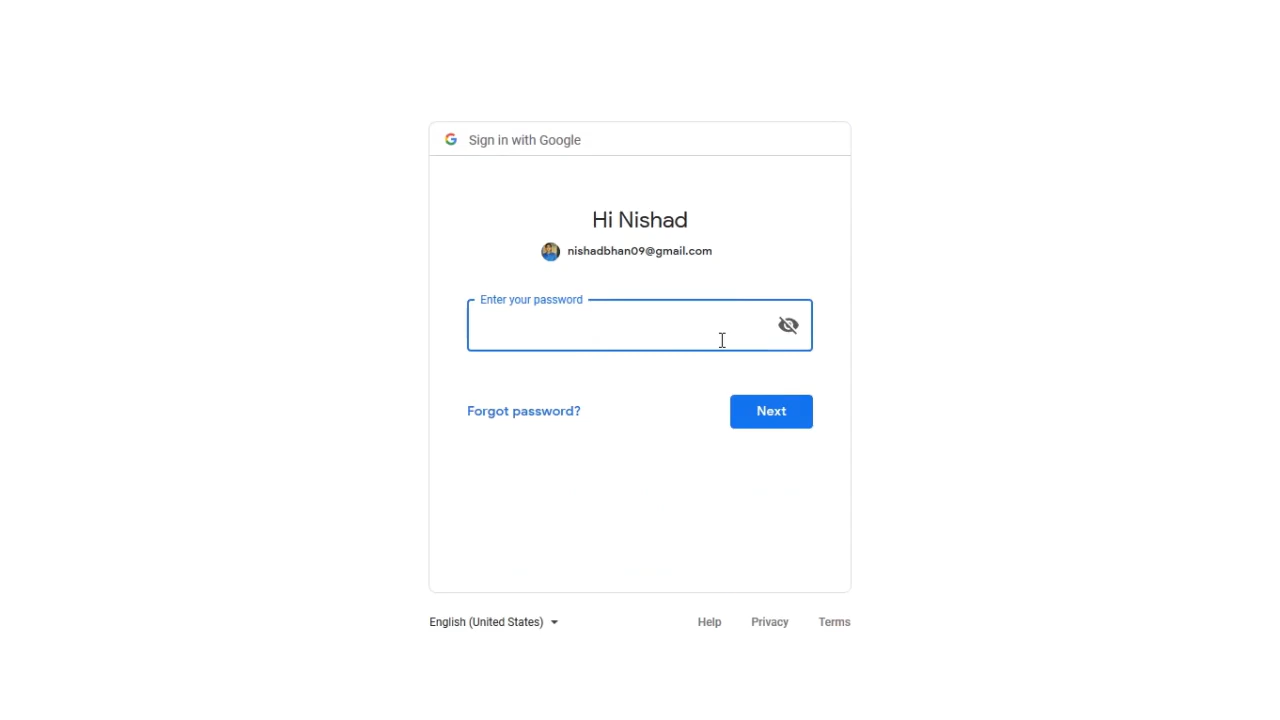 Sign in with Google
Hi Nishad
nishadbhan09@gmail.com
Enter your password
Forgot password?
Next
English (United States)
Help
Privacy
Terms